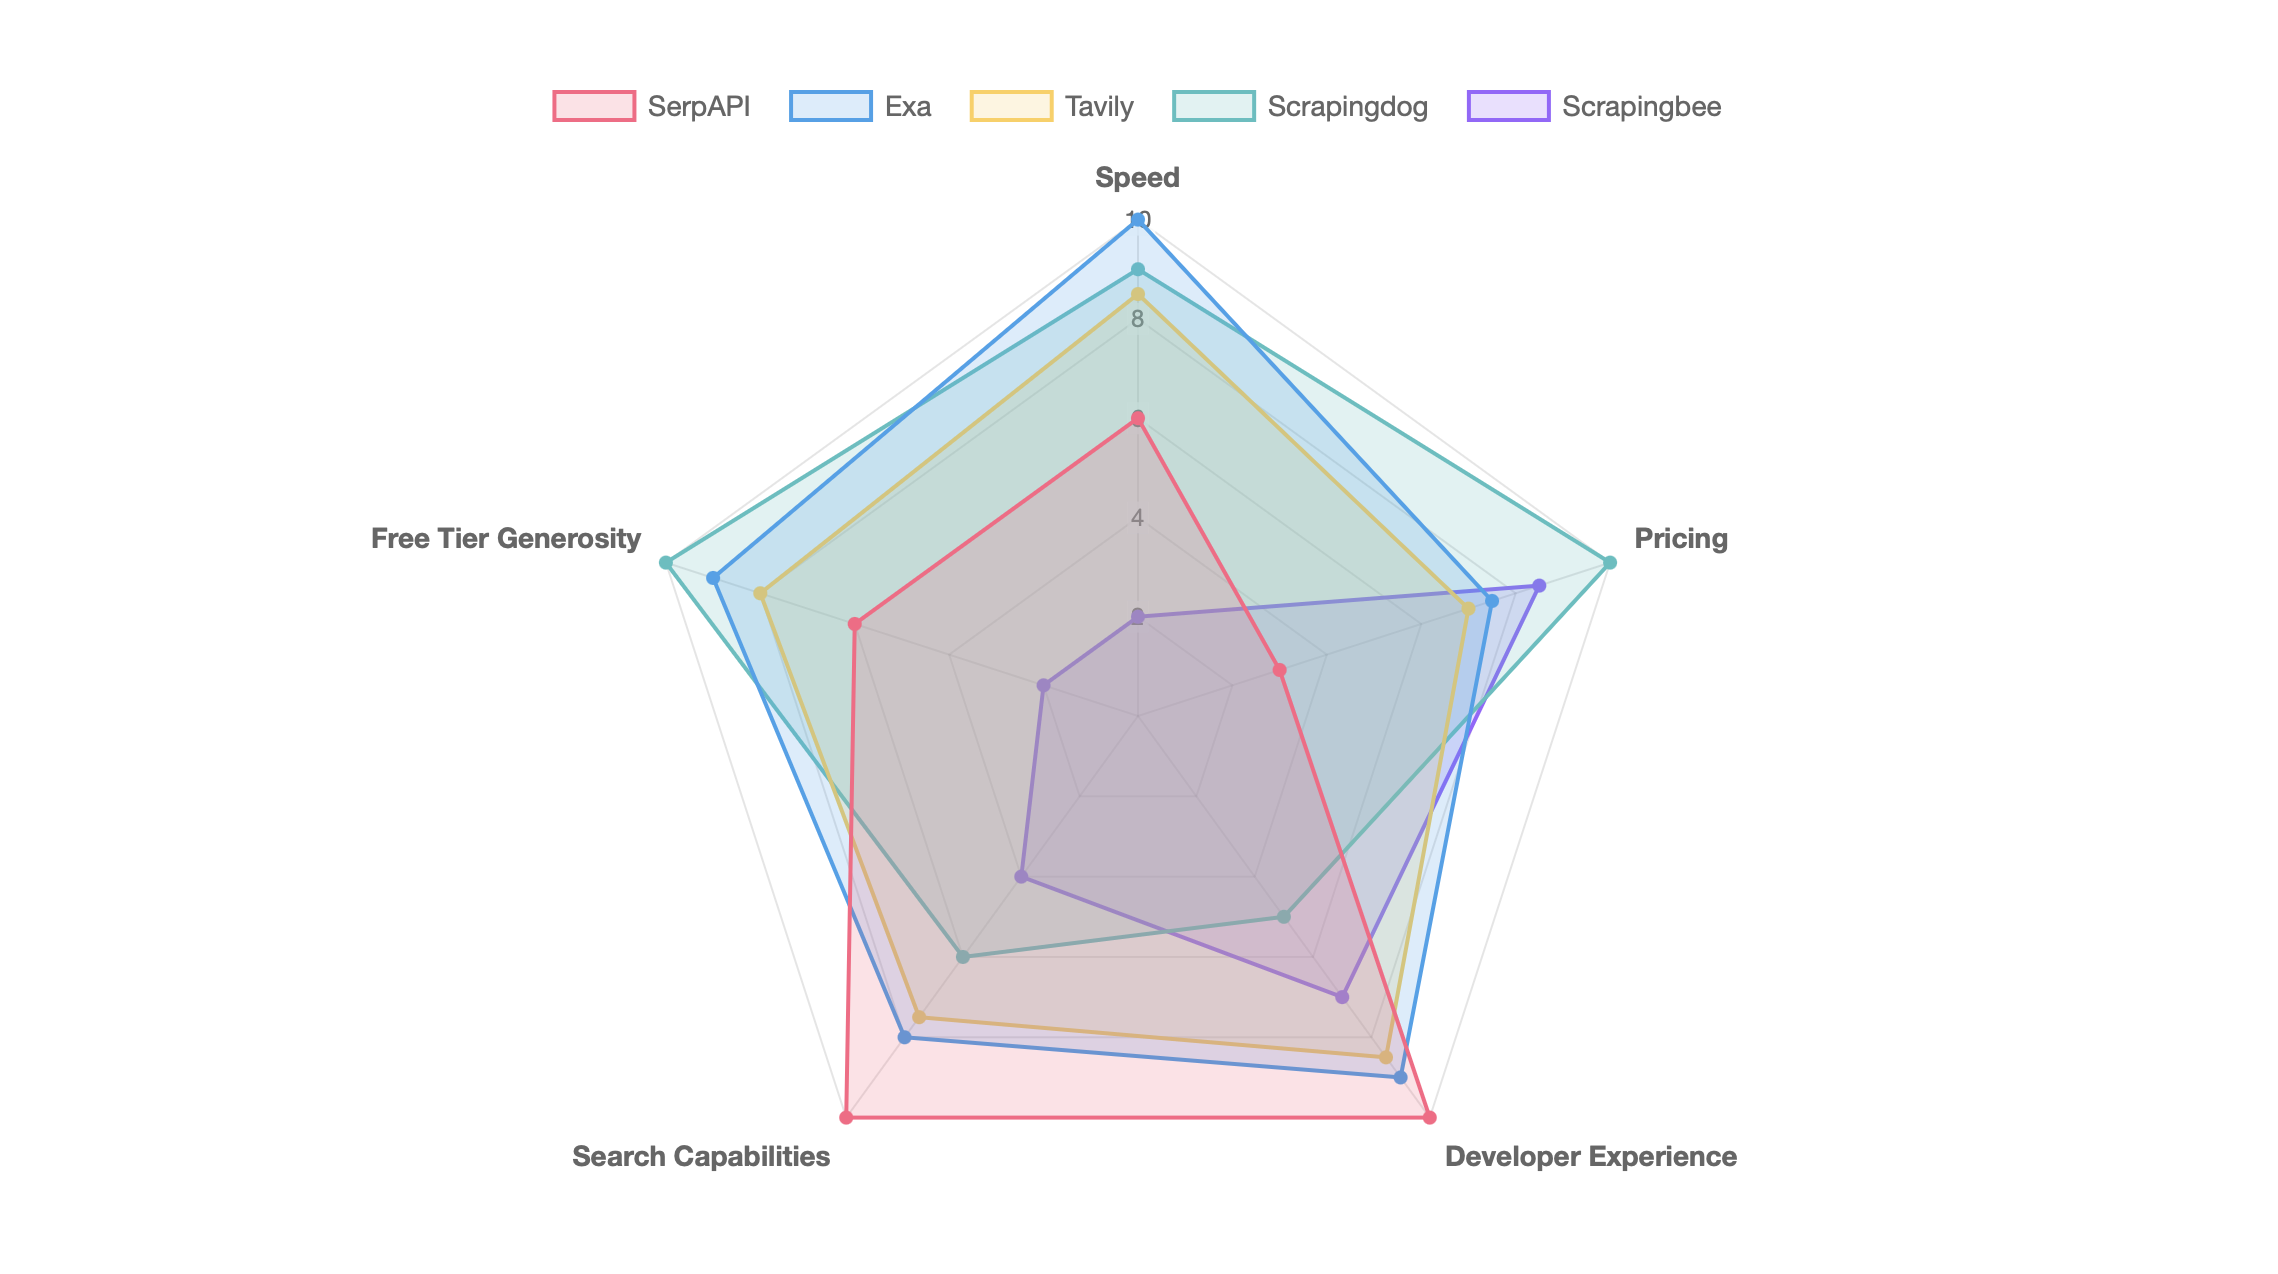 SerpAPI Exa Tavily Scrapingdog Scrapingbee
Speed
10
8
4
Free Tier Generosity
Pricing
Search Capabilities
Developer Experience